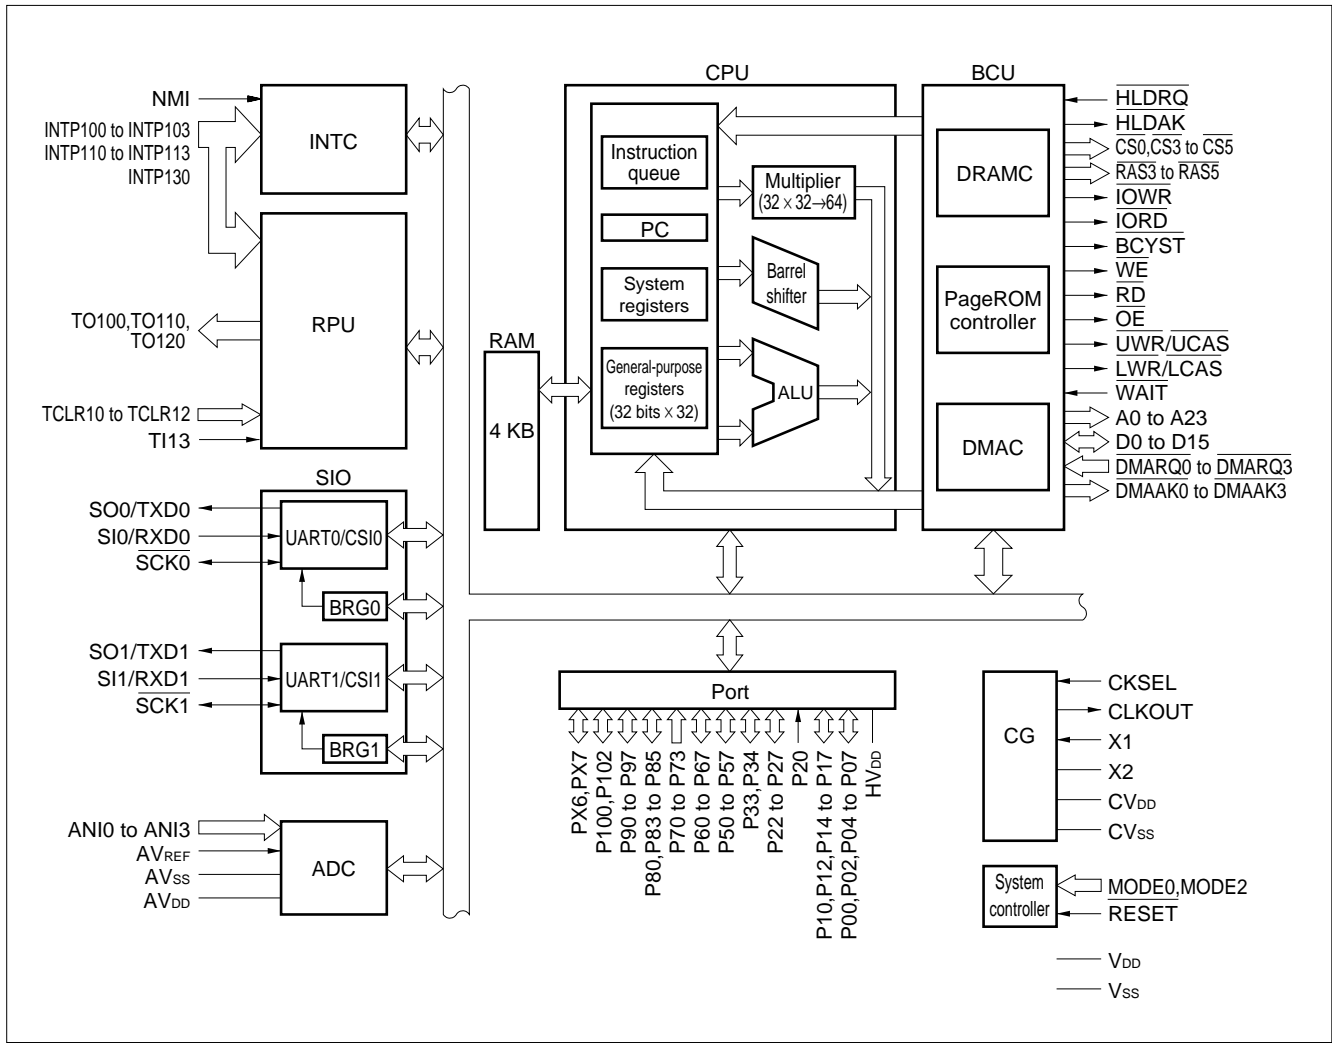 CPU
BCU
NMI
INTP100 to INTP103
INTP110 to INTP113
INTP130
INTC
RPU
TO100,TO110,
TO120
TCLR10 to TCLR12
TI13
SIO
SO0/TXD0
SI0/RXD0
SCK0
UART0/CSI0
BRG0
SO1/TXD1
SI1/RXD1
SCK1
UART1/CSI1
BRG1
ANI0 to ANI3
AVREF
AVSS
AVDD
ADC
RAM
4 KB
Instruction
queue
PC
System
registers
General-purpose
registers
(32 bits × 32)
Multiplier
(32 × 32→64)
Barrel
shifter
ALU
DRAMC
PageROM
controller
DMAC
HLDRQ
HLDAK
CS0,CS3 to CS5
RAS3 to RAS5
IOWR
IORD
BCYST
WE
RD
OE
UWR/UCAS
LWR/LCAS
WAIT
A0 to A23
D0 to D15
DMARQ0 to DMARQ3
DMAAK0 to DMAAK3
Port
PX6,PX7
P100,P102
P90 to P97
P80,P83 to P85
P70 to P73
P60 to P67
P50 to P57
P33,P34
P22 to P27
P20
P10,P12,P14 to P17
P00,P02,P04 to P07
HVDD
CG
CKSEL
CLKOUT
X1
X2
CVDD
CVSS
System
controller
MODE0,MODE2
RESET
VDD
VSS